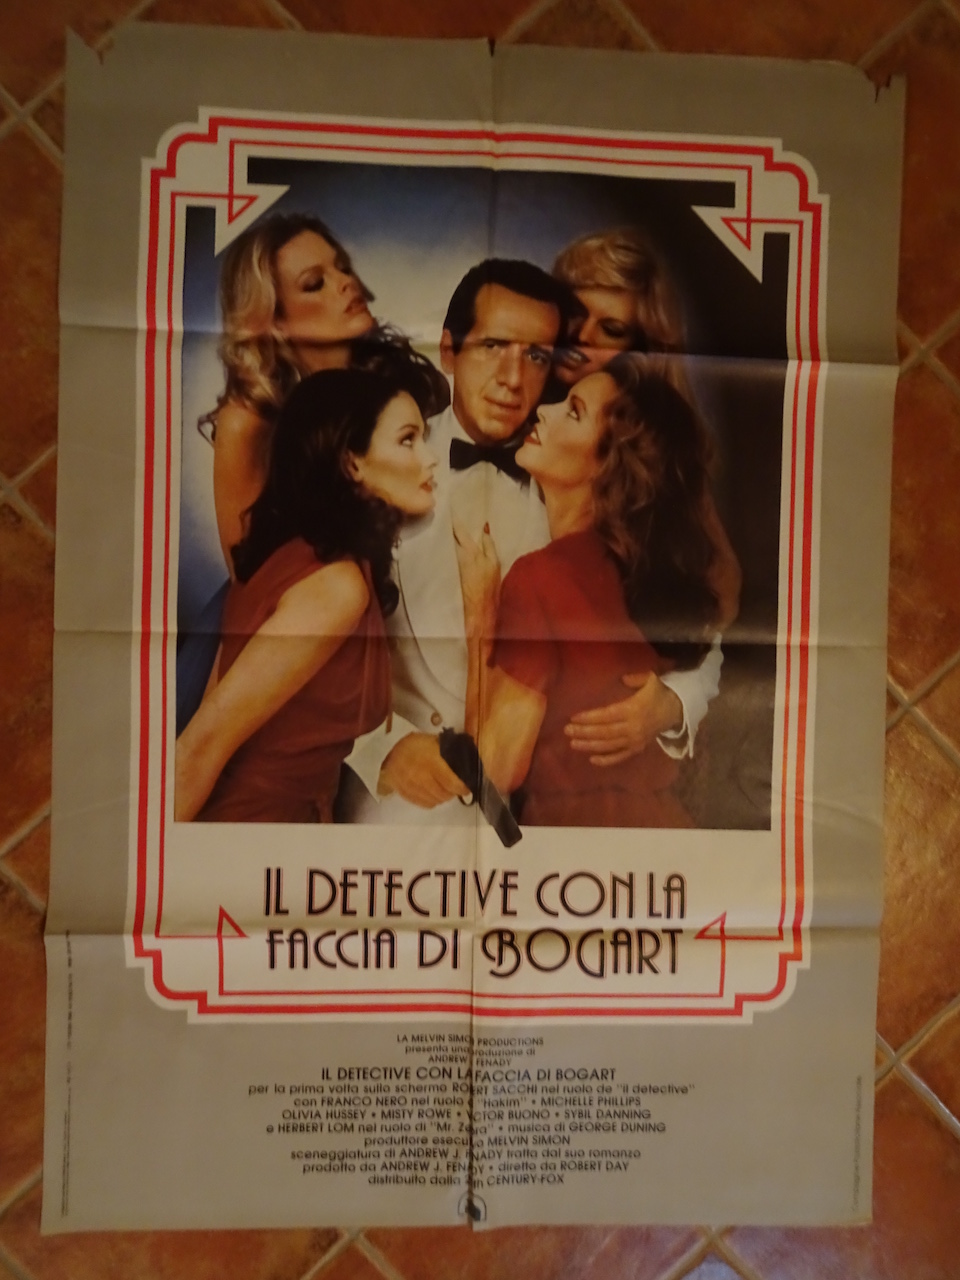 IL DETECTIVE CON LA
FACCIA DI BOGART
LA MELVIN SIMON PRODUCTIONS
presenta una produzione di
ANDREW J. FENADY
IL DETECTIVE CON LA FACCIA DI BOGART
per la prima volta sullo schermo ROBERT SACCHI nel ruolo de "il detective"
con FRANCO NERO nel ruolo di "Hakim" • MICHELLE PHILLIPS
OLIVIA HUSSEY • MISTY ROWE • VICTOR BUONO • SYBIL DANNING
e HERBERT LOM nel ruolo di "Mr. Zebra" • musica di GEORGE DUNING
produttore esecutivo MELVIN SIMON
sceneggiatura di ANDREW J. FENADY tratta dal suo romanzo
prodotto da ANDREW J. FENADY • diretto da ROBERT DAY
distribuito dalla 20th CENTURY-FOX